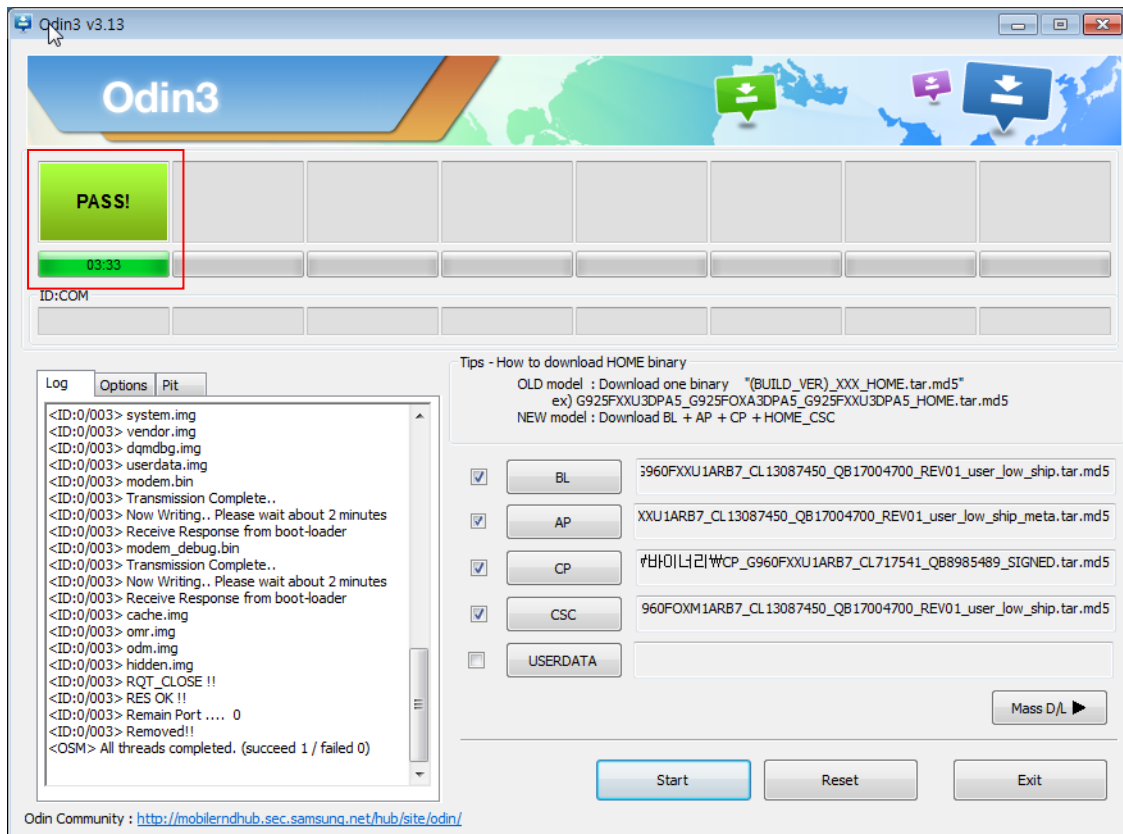 Odin3 v3.13
Odin3
PASS!
03:33
ID:COM
Tips - How to download HOME binary
OLD model : Download one binary "(BUILD_VER)_XXX_HOME.tar.md5"
ex) G925FXXU3DPA5_G925FOXA3DPA5_G925FXXU3DPA5_HOME.tar.md5
NEW model : Download BL + AP + CP + HOME_CSC
Log Options Pit
<ID:0/003> system.img
<ID:0/003> vendor.img
<ID:0/003> dqmdbg.img
<ID:0/003> userdata.img
<ID:0/003> modem.bin
<ID:0/003> Transmission Complete..
<ID:0/003> Now Writing.. Please wait about 2 minutes
<ID:0/003> Receive Response from boot-loader
<ID:0/003> modem_debug.bin
<ID:0/003> Transmission Complete..
<ID:0/003> Now Writing.. Please wait about 2 minutes
<ID:0/003> Receive Response from boot-loader
<ID:0/003> cache.img
<ID:0/003> omr.img
<ID:0/003> odm.img
<ID:0/003> hidden.img
<ID:0/003> RQT_CLOSE !!
<ID:0/003> RES OK !!
<ID:0/003> Remain Port .... 0
<ID:0/003> Removed!!
<OSM> All threads completed. (succeed 1 / failed 0)
BL G960FXXU1ARB7_CL13087450_QB17004700_REV01_user_low_ship.tar.md5
AP XXU1ARB7_CL13087450_QB17004700_REV01_user_low_ship_meta.tar.md5
CP 바이너리₩CP_G960FXXU1ARB7_CL717541_QB8985489_SIGNED.tar.md5
CSC 960FOXM1ARB7_CL13087450_QB17004700_REV01_user_low_ship.tar.md5
USERDATA
Mass D/L
Start Reset Exit
Odin Community : http://mobilerndhub.sec.samsung.net/hub/site/odin/